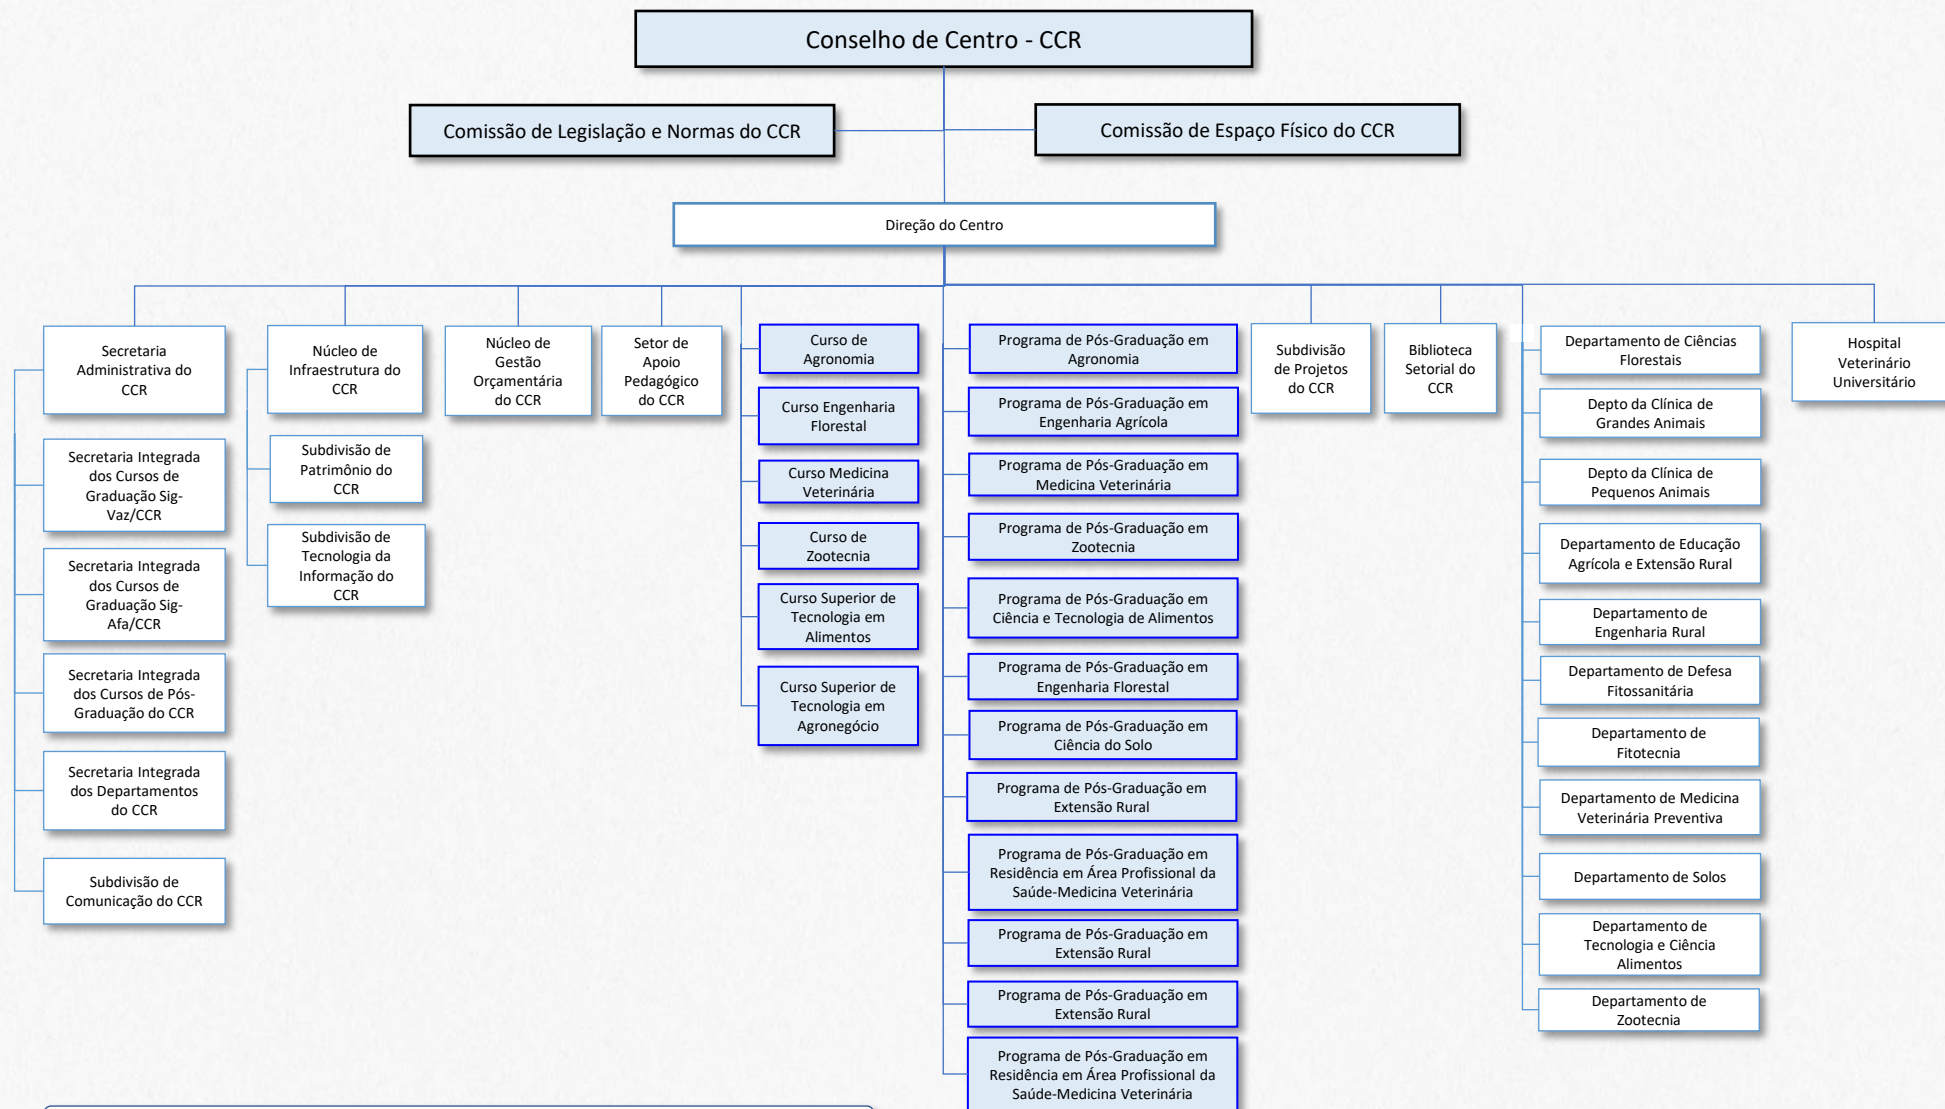 Conselho de Centro - CCR
Comissão de Legislação e Normas do CCR
Comissão de Espaço Físico do CCR
Direção do Centro
Secretaria
Administrativa do
CCR
Secretaria Integrada
dos Cursos de
Graduação Sig-
Vaz/CCR
Secretaria Integrada
dos Cursos de
Graduação Sig-
Afa/CCR
Secretaria Integrada
dos Cursos de Pós-
Graduação do CCR
Secretaria Integrada
dos Departamentos
do CCR
Subdivisão de
Comunicação do CCR
Núcleo de
Infraestrutura do
CCR
Subdivisão de
Patrimônio do
CCR
Subdivisão de
Tecnologia da
Informação do
CCR
Núcleo de
Gestão
Orçamentária
do CCR
Setor de
Apoio
Pedagógico
do CCR
Curso de
Agronomia
Curso Engenharia
Florestal
Curso Medicina
Veterinária
Curso de
Zootecnia
Curso Superior de
Tecnologia em
Alimentos
Curso Superior de
Tecnologia em
Agronegócio
Programa de Pós-Graduação em
Agronomia
Programa de Pós-Graduação em
Engenharia Agrícola
Programa de Pós-Graduação em
Medicina Veterinária
Programa de Pós-Graduação em
Zootecnia
Programa de Pós-Graduação em
Ciência e Tecnologia de Alimentos
Programa de Pós-Graduação em
Engenharia Florestal
Programa de Pós-Graduação em
Ciência do Solo
Programa de Pós-Graduação em
Extensão Rural
Programa de Pós-Graduação em
Residência em Área Profissional da
Saúde-Medicina Veterinária
Programa de Pós-Graduação em
Extensão Rural
Programa de Pós-Graduação em
Extensão Rural
Programa de Pós-Graduação em
Residência em Área Profissional da
Saúde-Medicina Veterinária
Subdivisão
de Projetos
do CCR
Biblioteca
Setorial do
CCR
Departamento de Ciências
Florestais
Depto da Clínica de
Grandes Animais
Depto da Clínica de
Pequenos Animais
Departamento de Educação
Agrícola e Extensão Rural
Departamento de
Engenharia Rural
Departamento de Defesa
Fitossanitária
Departamento de
Fitotecnia
Departamento de Medicina
Veterinária Preventiva
Departamento de Solos
Departamento de
Tecnologia e Ciência
Alimentos
Departamento de
Zootecnia
Hospital
Veterinário
Universitário